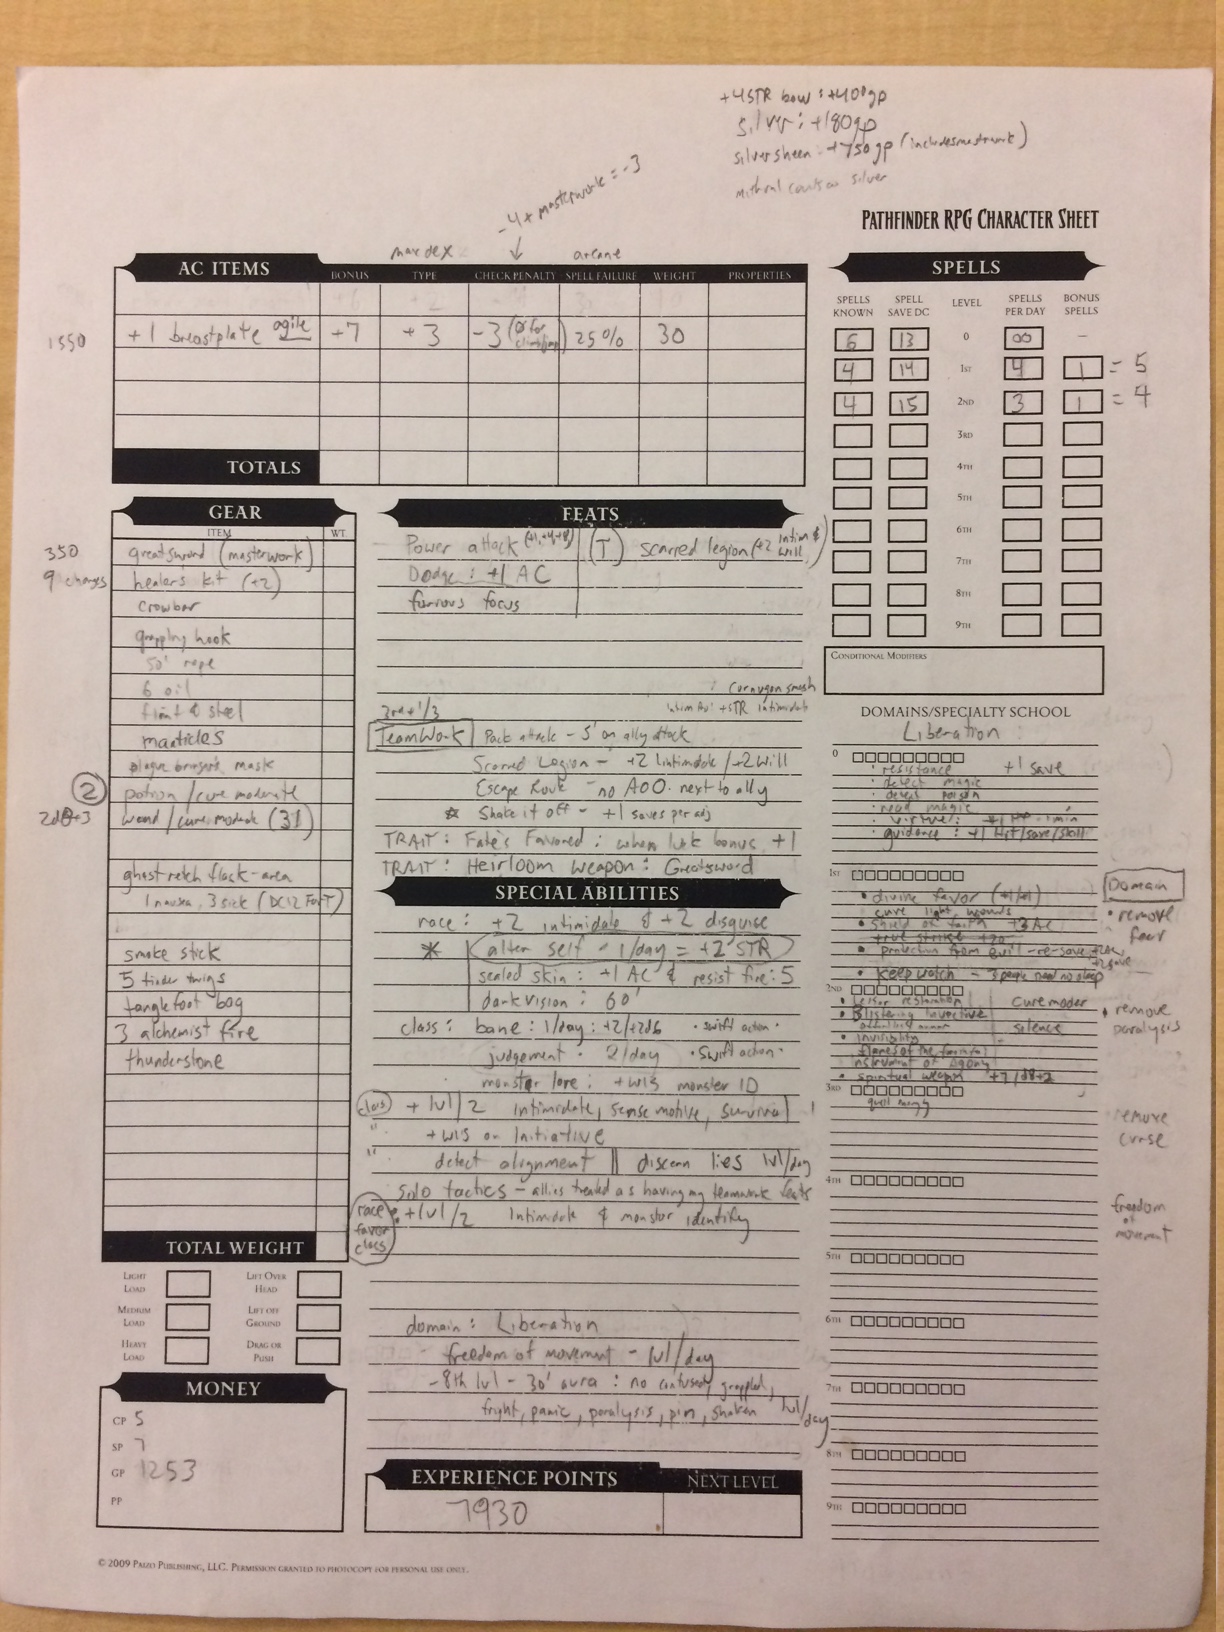 +4 STR bow: +400gp
silver: +180gp
silversheen: +750gp (includes masterwork)
mithral counts as silver
-4 + masterwork = -3
PATHFINDER RPG CHARACTER SHEET
max dex
arcane
AC ITEMS BONUS TYPE CHECK PENALTY SPELL FAILURE WEIGHT PROPERTIES
1550 +1 breastplate agile +7 +3 -3 (0 for climb/jump) 25% 30
TOTALS
SPELLS
SPELLS KNOWN SPELL SAVE DC LEVEL SPELLS PER DAY BONUS SPELLS
6 13 0 ∞ —
4 14 1ST 4 1 = 5
4 15 2ND 3 1 = 4
3RD
4TH
5TH
6TH
7TH
8TH
9TH
CONDITIONAL MODIFIERS
GEAR
ITEM WT.
350 greatsword (masterwork)
9 charges healers kit (+2)
crowbar
grappling hook
50' rope
6 oil
flint & steel
manticles
plague bringers mask
2 potion/cure moderate
2d8+3 wand/cure moderate (31)
ghast retch flask - area
1 nausea, 3 sick (DC12 FORT)
smoke stick
5 tinder twigs
tanglefoot bag
3 alchemist fire
thunderstone
TOTAL WEIGHT
LIGHT LOAD LIFT OVER HEAD
MEDIUM LOAD LIFT OFF GROUND
HEAVY LOAD DRAG OR PUSH
MONEY
CP 5
SP 7
GP 1253
PP
FEATS
Power attack (T) scarred legion (+2 intim & will)
Dodge: +1 AC
furious focus
cornugon smash
3rd + 1/3 intim adv +STR intimidate
TeamWork Pack attack - 5' on ally attack
Scarred Legion - +2 intimidate/+2 Will
Escape Route - no AOO next to ally
* Shake it off - +1 saves per adj
TRAIT: Fate's Favored: when luck bonus, +1
TRAIT: Heirloom weapon: Greatsword
SPECIAL ABILITIES
race: +2 intimidate & +2 disguise
* alter self - 1/day = +2 STR
scaled skin: +1 AC & resist fire: 5
darkvision: 60'
class: bane: 1/day: +2/+2d6 · swift action ·
judgement · 2/day · Swift action ·
monster lore: +WIS monster ID
class + lvl/2 intimidate, sense motive, survival
" +WIS on Initiative
" detect alignment || discern lies lvl/day
solo tactics - allies treated as having my teamwork feats
race favor class : +lvl/2 Intimidate & monster identify
domain: Liberation
- freedom of movement - lvl/day
- 8th lvl - 30' aura: no confused, grappled,
fright, panic, paralysis, pin, shaken lvl/day
EXPERIENCE POINTS NEXT LEVEL
7930
DOMAINS/SPECIALTY SCHOOL
Liberation
0
· resistance +1 save
· detect magic
· detect poison
· read magic
· virtue: +1 HP 1 min
· guidance: +1 Hit/save/skill
1ST
· divine favor (+1/+1)
cure light wounds
· shield of faith +3 AC
true strike +20
· protection from evil - re-save +2AC, +2 save
· Keep watch - 3 people need no sleep
2ND
· Lesser restoration cure moder
· Blistering Invective
silence
· invisibility
flames of the faithful
instrument of Agony
· spiritual weapon +7/d8+2
3RD
4TH
5TH
6TH
7TH
8TH
9TH
Domain
· remove fear
· remove paralysis
remove curse
freedom of movement
© 2009 PAIZO PUBLISHING, LLC. PERMISSION GRANTED TO PHOTOCOPY FOR PERSONAL USE ONLY.